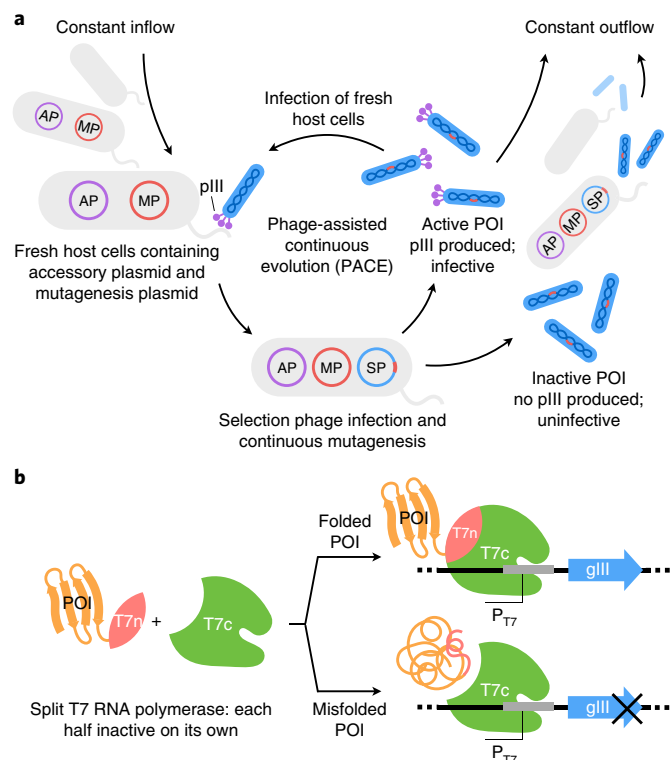 a
Constant inflow
Constant outflow
Infection of fresh
host cells
AP
MP
pIII
AP
MP
SP
AP
MP
Phage-assisted
continuous
evolution (PACE)
Active POI
pIII produced;
infective
Fresh host cells containing
accessory plasmid and
mutagenesis plasmid
AP
MP
SP
Inactive POI
no pIII produced;
uninfective
Selection phage infection and
continuous mutagenesis
b
Folded
POI
POI
T7n
T7c
gIII
PT7
POI
T7n
+
T7c
Split T7 RNA polymerase: each
half inactive on its own
Misfolded
POI
T7c
gIII
PT7